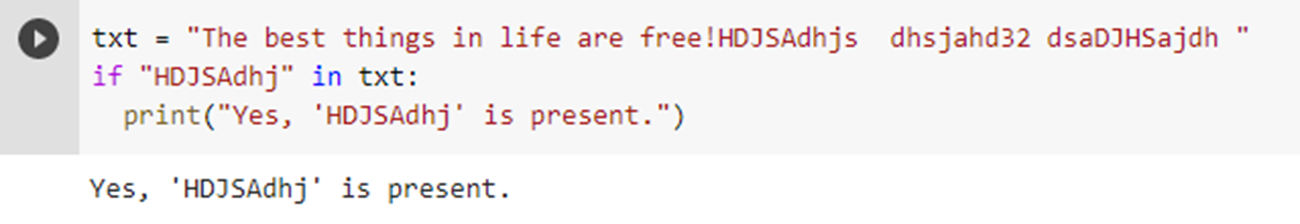 txt = "The best things in life are free!HDJSAdhjs  dhsjahd32 dsaDJHSajdh "
if "HDJSAdhj" in txt:
  print("Yes, 'HDJSAdhj' is present.")
Yes, 'HDJSAdhj' is present.